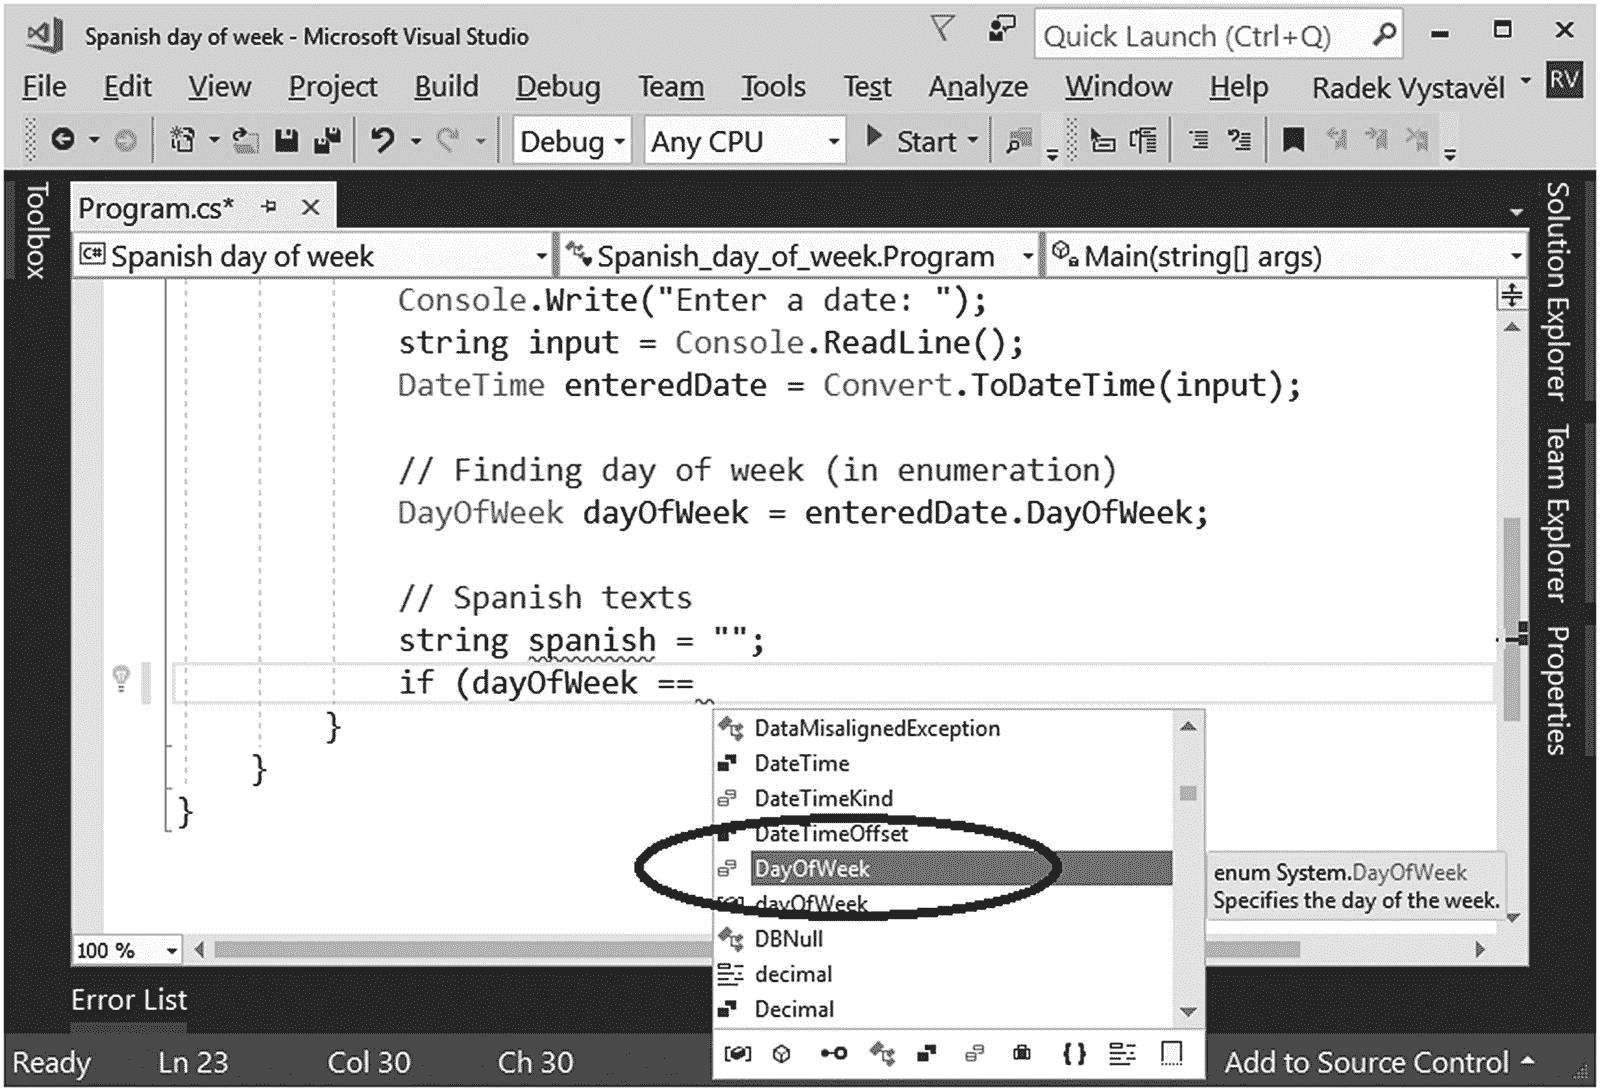 Spanish day of week - Microsoft Visual Studio
Quick Launch (Ctrl+Q)
File Edit View Project Build Debug Team Tools Test Analyze Window Help Radek Vystavěl RV
Debug Any CPU Start
Toolbox
Program.cs*
C# Spanish day of week Spanish_day_of_week.Program Main(string[] args)
Console.Write("Enter a date: ");
string input = Console.ReadLine();
DateTime enteredDate = Convert.ToDateTime(input);
// Finding day of week (in enumeration)
DayOfWeek dayOfWeek = enteredDate.DayOfWeek;
// Spanish texts
string spanish = "";
if (dayOfWeek ==
}
}
}
DataMisalignedException
DateTime
DateTimeKind
DateTimeOffset
DayOfWeek
dayOfWeek
DBNull
decimal
Decimal
enum System.DayOfWeek
Specifies the day of the week.
Solution Explorer
Team Explorer
Properties
100 %
Error List
Ready Ln 23 Col 30 Ch 30 Add to Source Control